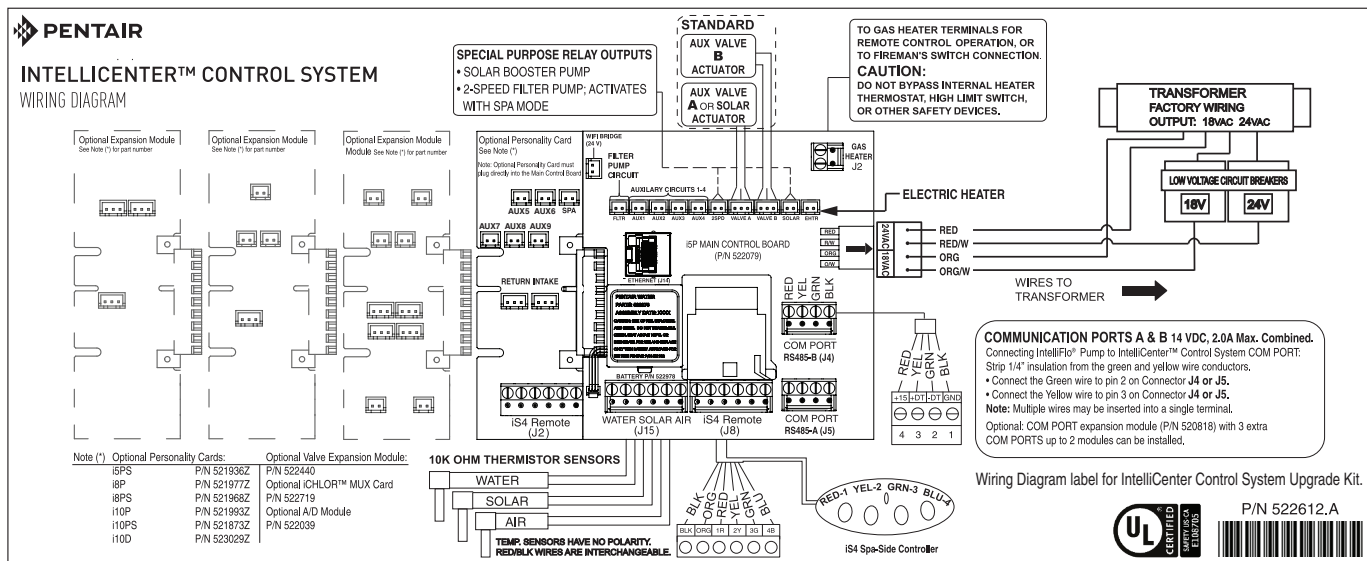 PENTAIR
INTELLICENTER™ CONTROL SYSTEM
WIRING DIAGRAM
SPECIAL PURPOSE RELAY OUTPUTS
• SOLAR BOOSTER PUMP
• 2-SPEED FILTER PUMP; ACTIVATES
WITH SPA MODE
STANDARD
AUX VALVE
B
ACTUATOR
AUX VALVE
A OR SOLAR
ACTUATOR
TO GAS HEATER TERMINALS FOR
REMOTE CONTROL OPERATION, OR
TO FIREMAN'S SWITCH CONNECTION.
CAUTION:
DO NOT BYPASS INTERNAL HEATER
THERMOSTAT, HIGH LIMIT SWITCH,
OR OTHER SAFETY DEVICES.
TRANSFORMER
FACTORY WIRING
OUTPUT: 18VAC 24VAC
LOW VOLTAGE CIRCUIT BREAKERS
18V
24V
Optional Expansion Module
See Note (*) for part number
Optional Expansion Module
See Note (*) for part number
Optional Expansion Module
Module See Note (*) for part number
Optional Personality Card
See Note (*)
Note: Optional Personality Card must
plug directly into the Main Control Board
WIFI BRIDGE
(24 V)
FILTER
PUMP
CIRCUIT
AUXILARY CIRCUITS 1-4
GAS
HEATER
J2
ELECTRIC HEATER
AUX5 AUX6 SPA
FLTR AUX1 AUX2 AUX3 AUX4 2SPD VALVE A VALVE B SOLAR EHTR
AUX7 AUX8 AUX9
i5P MAIN CONTROL BOARD
(P/N 522079)
RED
R/W
ORG
O/W
24VAC
18VAC
RED
RED/W
ORG
ORG/W
WIRES TO
TRANSFORMER
ETHERNET (J14)
RETURN INTAKE
PENTAIR WATER
BATTERY P/N 522978
RED
YEL
GRN
BLK
COM PORT
RS485-B (J4)
COM PORT
RS485-A (J5)
RED
YEL
GRN
BLK
+15 +DT -DT GND
4 3 2 1
iS4 Remote
(J2)
WATER SOLAR AIR
(J15)
iS4 Remote
(J8)
COMMUNICATION PORTS A & B 14 VDC, 2.0A Max. Combined.
Connecting IntelliFlo® Pump to IntelliCenter™ Control System COM PORT:
Strip 1/4" insulation from the green and yellow wire conductors.
• Connect the Green wire to pin 2 on Connector J4 or J5.
• Connect the Yellow wire to pin 3 on Connector J4 or J5.
Note: Multiple wires may be inserted into a single terminal.
Optional: COM PORT expansion module (P/N 520818) with 3 extra
COM PORTS up to 2 modules can be installed.
Note (*) Optional Personality Cards: Optional Valve Expansion Module:
i5PS P/N 521936Z P/N 522440
i8P P/N 521977Z Optional iCHLOR™ MUX Card
i8PS P/N 521968Z P/N 522719
i10P P/N 521993Z Optional A/D Module
i10PS P/N 521873Z P/N 522039
i10D P/N 523029Z
10K OHM THERMISTOR SENSORS
WATER
SOLAR
AIR
TEMP. SENSORS HAVE NO POLARITY.
RED/BLK WIRES ARE INTERCHANGEABLE.
BLK
ORG
RED
YEL
GRN
BLU
BLK ORG 1R 2Y 3G 4B
RED-1 YEL-2 GRN-3 BLU-4
iS4 Spa-Side Controller
Wiring Diagram label for IntelliCenter Control System Upgrade Kit.
UL
CERTIFIED
SAFETY US-CA
E108705
P/N 522612.A